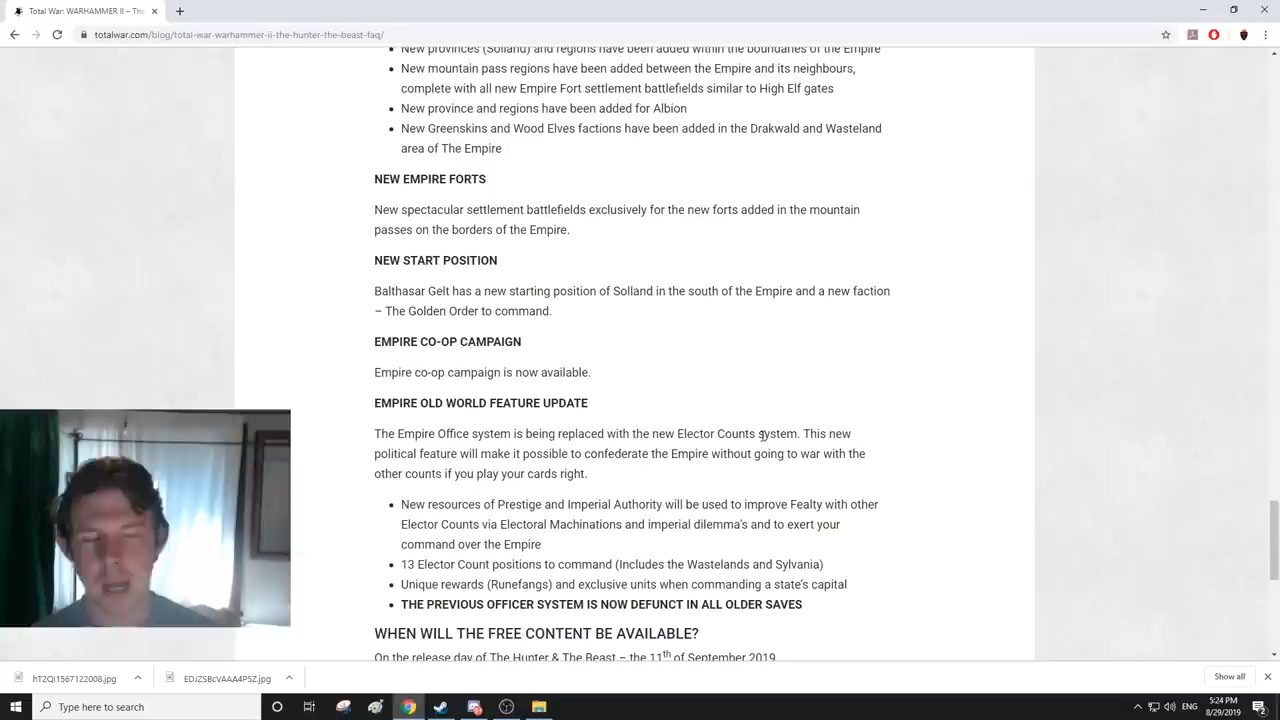 Total War: WARHAMMER II – The
totalwar.com/blog/total-war-warhammer-ii-the-hunter-the-beast-faq/
New provinces (Solland) and regions have been added within the boundaries of the Empire
New mountain pass regions have been added between the Empire and its neighbours,
complete with all new Empire Fort settlement battlefields similar to High Elf gates
New province and regions have been added for Albion
New Greenskins and Wood Elves factions have been added in the Drakwald and Wasteland
area of The Empire
NEW EMPIRE FORTS
New spectacular settlement battlefields exclusively for the new forts added in the mountain
passes on the borders of the Empire.
NEW START POSITION
Balthasar Gelt has a new starting position of Solland in the south of the Empire and a new faction
– The Golden Order to command.
EMPIRE CO-OP CAMPAIGN
Empire co-op campaign is now available.
EMPIRE OLD WORLD FEATURE UPDATE
The Empire Office system is being replaced with the new Elector Counts system. This new
political feature will make it possible to confederate the Empire without going to war with the
other counts if you play your cards right.
New resources of Prestige and Imperial Authority will be used to improve Fealty with other
Elector Counts via Electoral Machinations and imperial dilemma's and to exert your
command over the Empire
13 Elector Count positions to command (Includes the Wastelands and Sylvania)
Unique rewards (Runefangs) and exclusive units when commanding a state's capital
THE PREVIOUS OFFICER SYSTEM IS NOW DEFUNCT IN ALL OLDER SAVES
WHEN WILL THE FREE CONTENT BE AVAILABLE?
On the release day of The Hunter & The Beast – the 11th of September 2019
hT2QI1567122008.jpg
EDJZSBcVAAA4P5Z.jpg
Show all
Type here to search
ENG
5:24 PM
8/29/2019
2